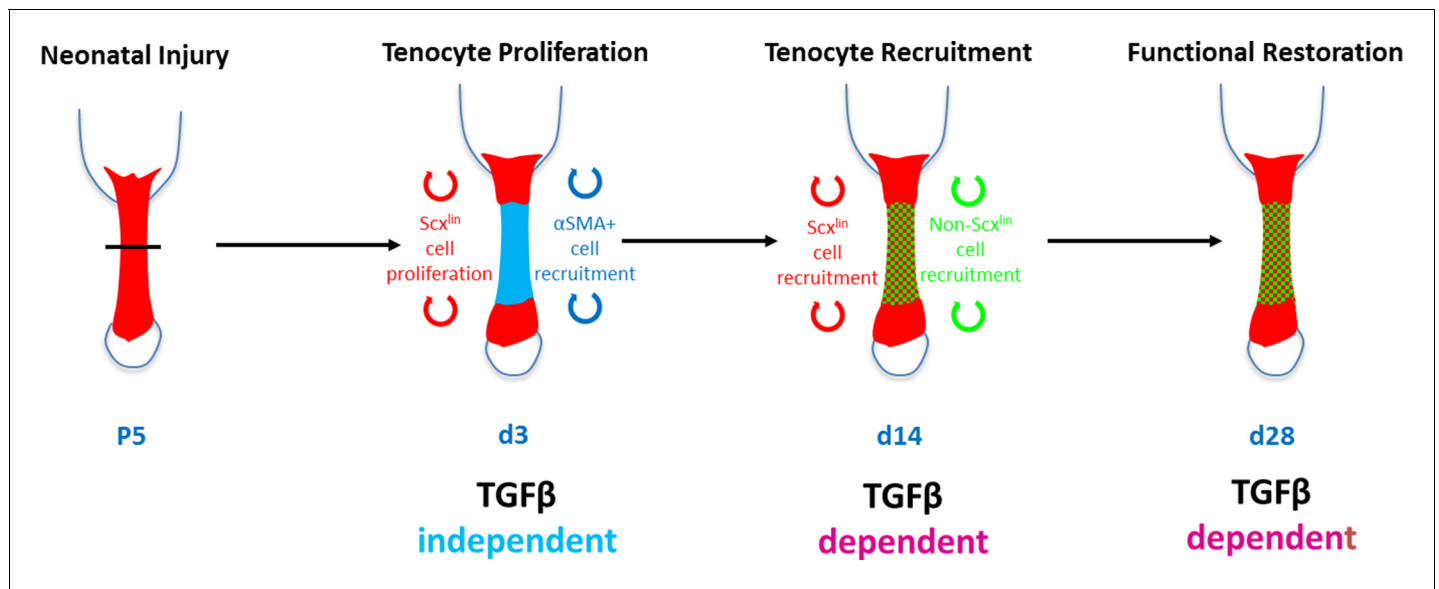 Neonatal Injury
Tenocyte Proliferation
Tenocyte Recruitment
Functional Restoration
Scxlin
cell
proliferation
αSMA+
cell
recruitment
Scxlin
cell
recruitment
Non-Scxlin
cell
recruitment
P5
d3
d14
d28
TGFβ
independent
TGFβ
dependent
TGFβ
dependent